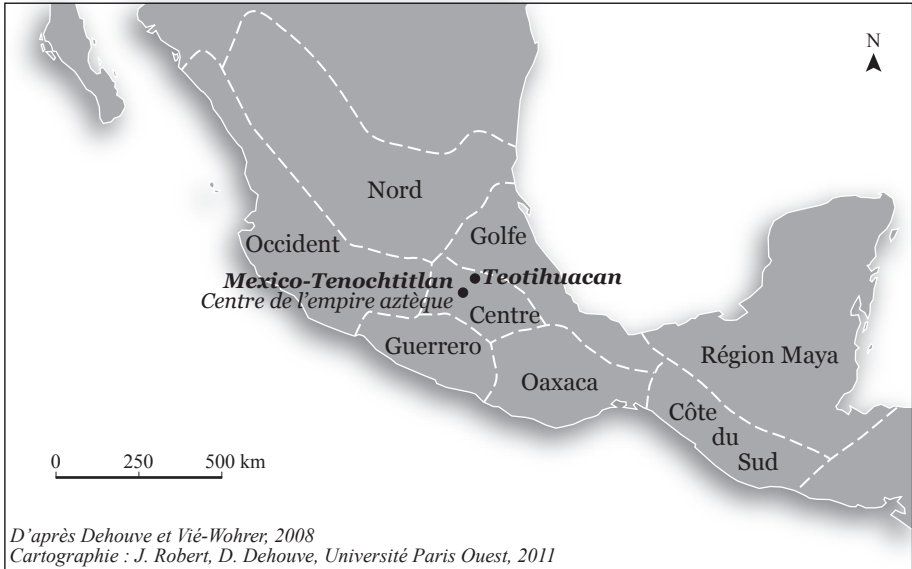 N
Nord
Golfe
Occident
Teotihuacan
Mexico-Tenochtitlan
Centre de l'empire aztèque
Centre
Guerrero
Région Maya
Oaxaca
Côte
du
Sud
0 250 500 km
D'après Dehouve et Vié-Wohrer, 2008
Cartographie : J. Robert, D. Dehouve, Université Paris Ouest, 2011